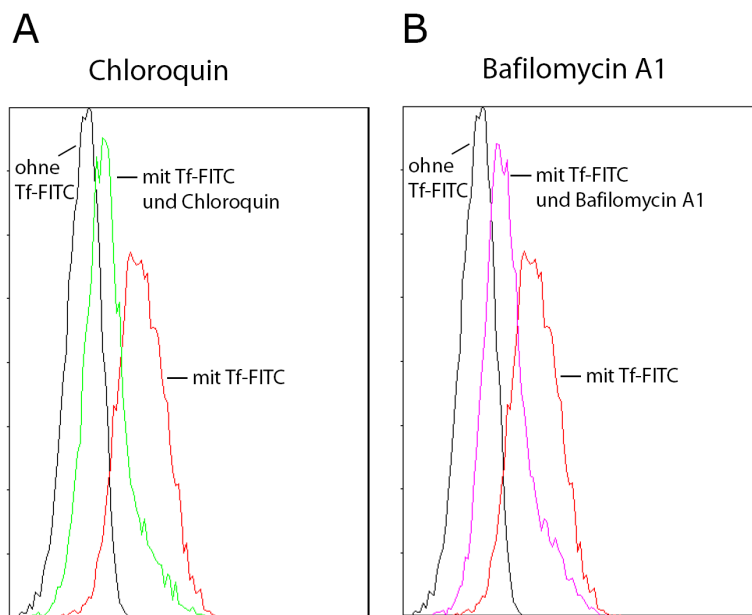 A
Chloroquin
ohne
Tf-FITC
mit Tf-FITC
und Chloroquin
mit Tf-FITC
B
Bafilomycin A1
ohne
Tf-FITC
mit Tf-FITC
und Bafilomycin A1
mit Tf-FITC